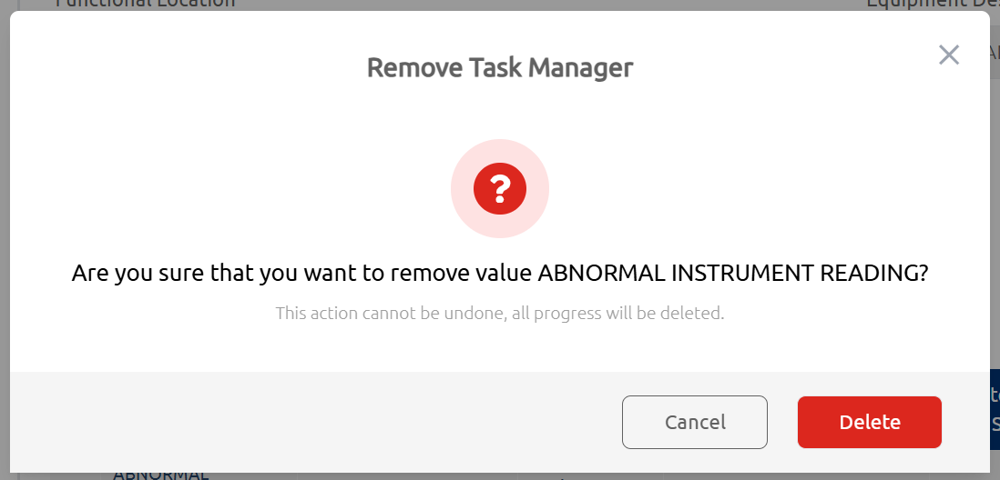 Functional Location
Equipment Des
Remove Task Manager
Are you sure that you want to remove value ABNORMAL INSTRUMENT READING?
This action cannot be undone, all progress will be deleted.
Cancel
Delete
ABNORMAL